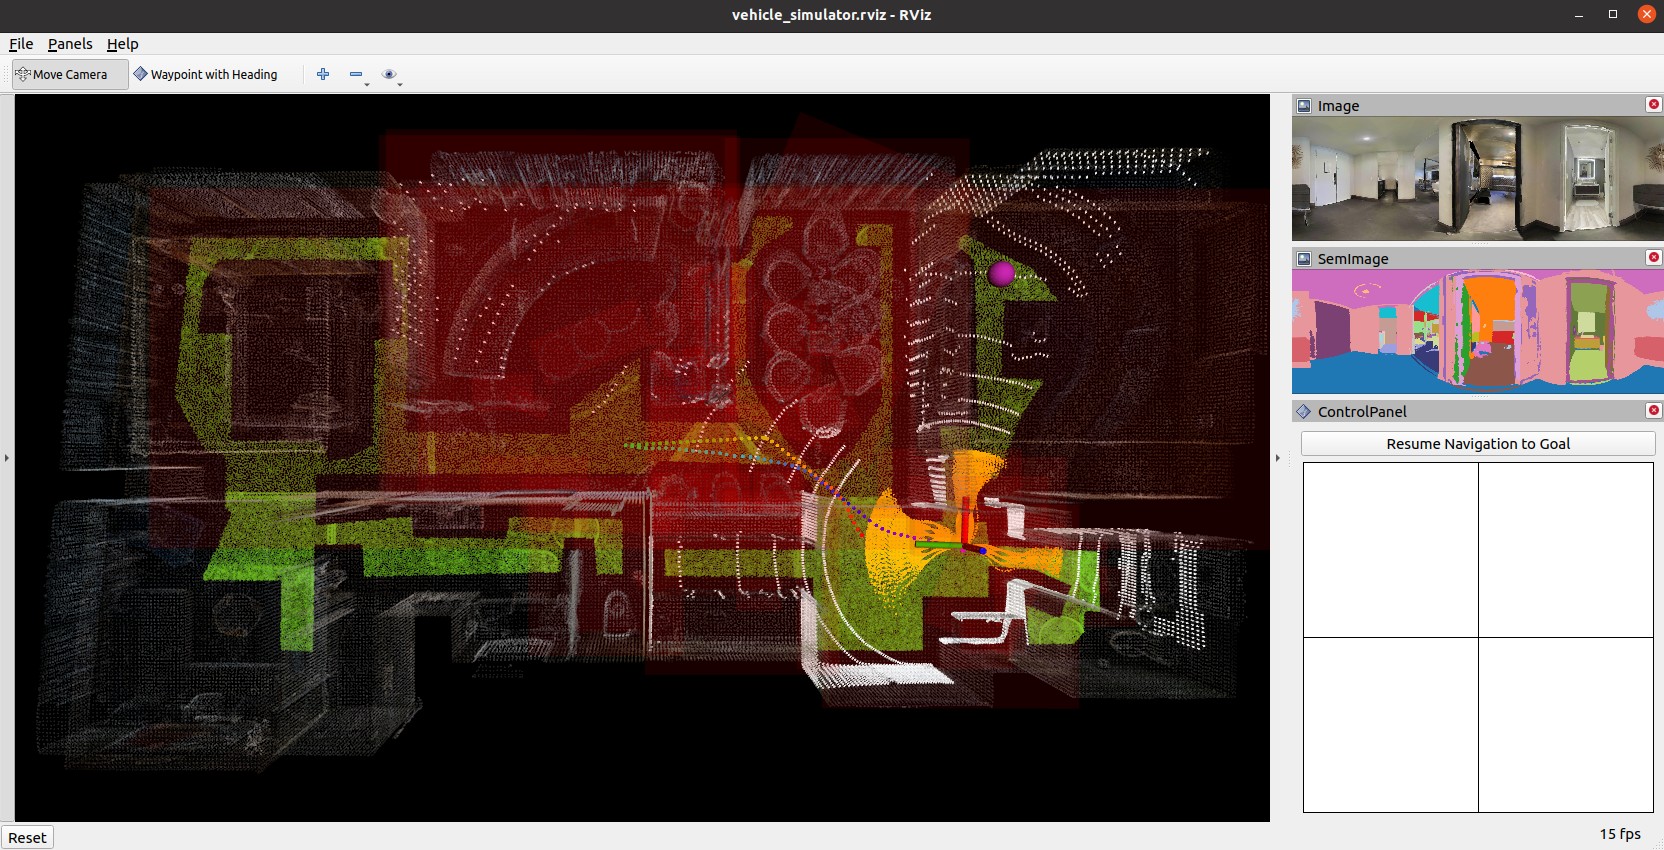 vehicle_simulator.rviz - RViz
File Panels Help
Move Camera Waypoint with Heading
Image
SemImage
ControlPanel
Resume Navigation to Goal
Reset
15 fps